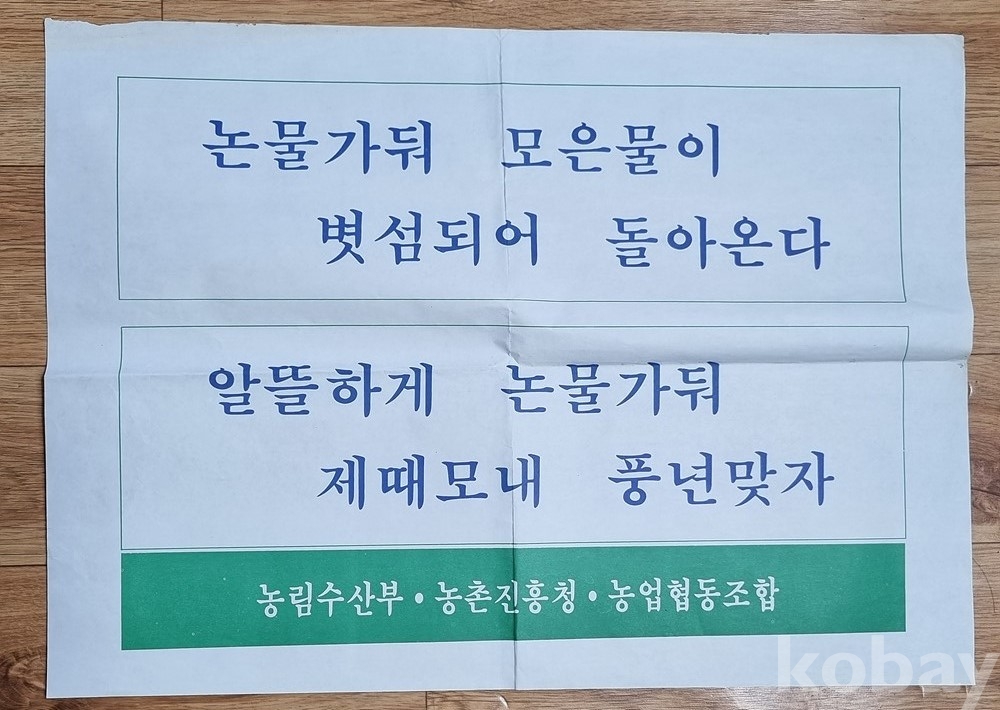 논물가둬 모은물이
볏섬되어 돌아온다
알뜰하게 논물가둬
제때모내 풍년맞자
농림수산부·농촌진흥청·농업협동조합
kobay